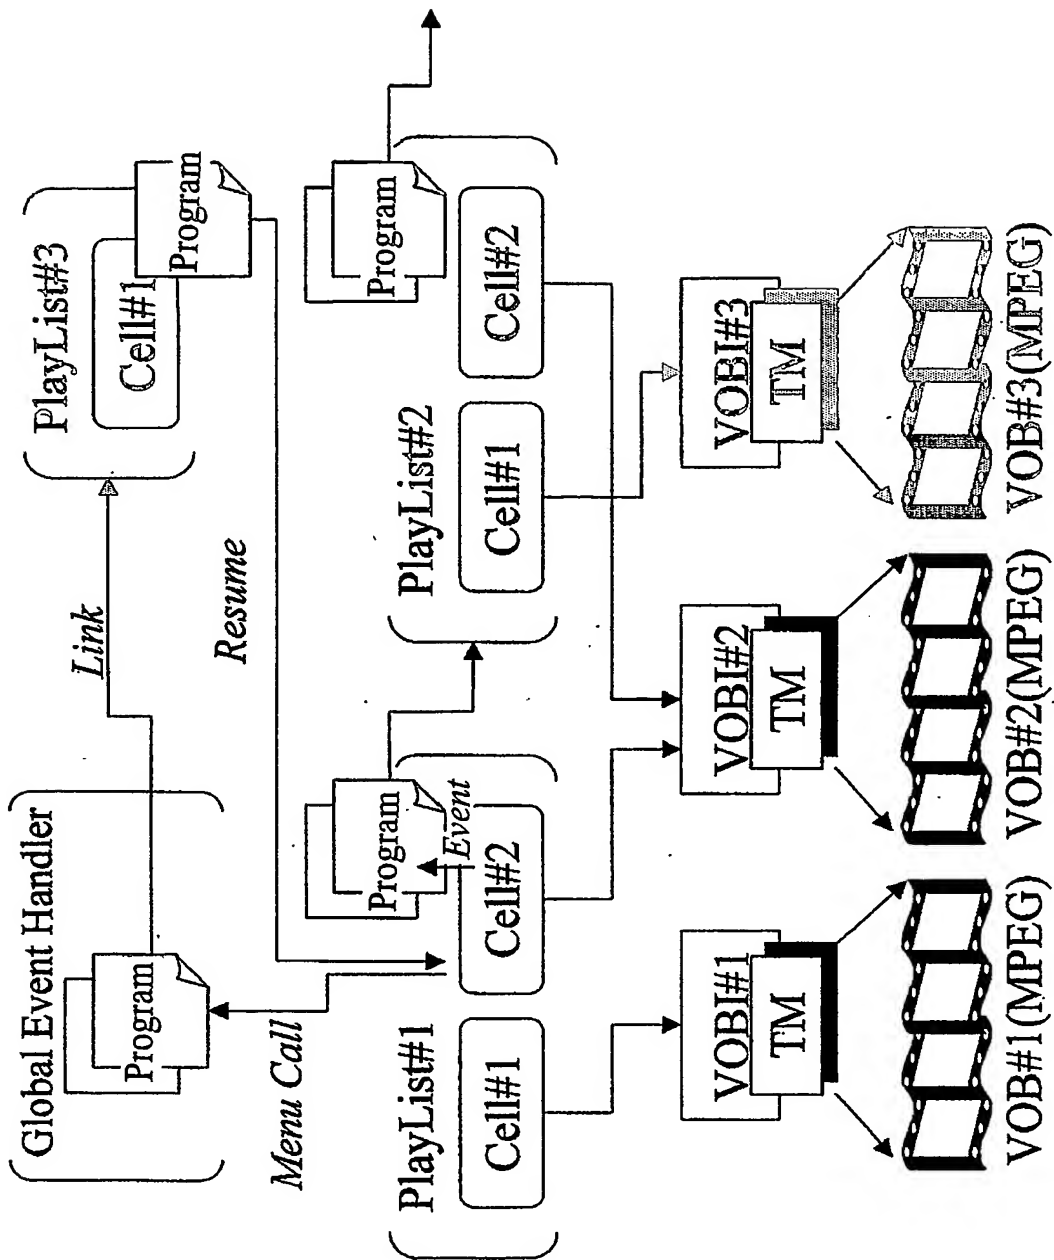 Global Event Handler
Program
Link
PlayList#3
Cell#1
Program
Menu Call
Resume
PlayList#1
Cell#1
Cell#2
Program
Event
PlayList#2
Cell#1
Cell#2
Program
VOBI#1
TM
VOBI#2
TM
VOBI#3
TM
VOB#1(MPEG)
VOB#2(MPEG)
VOB#3(MPEG)